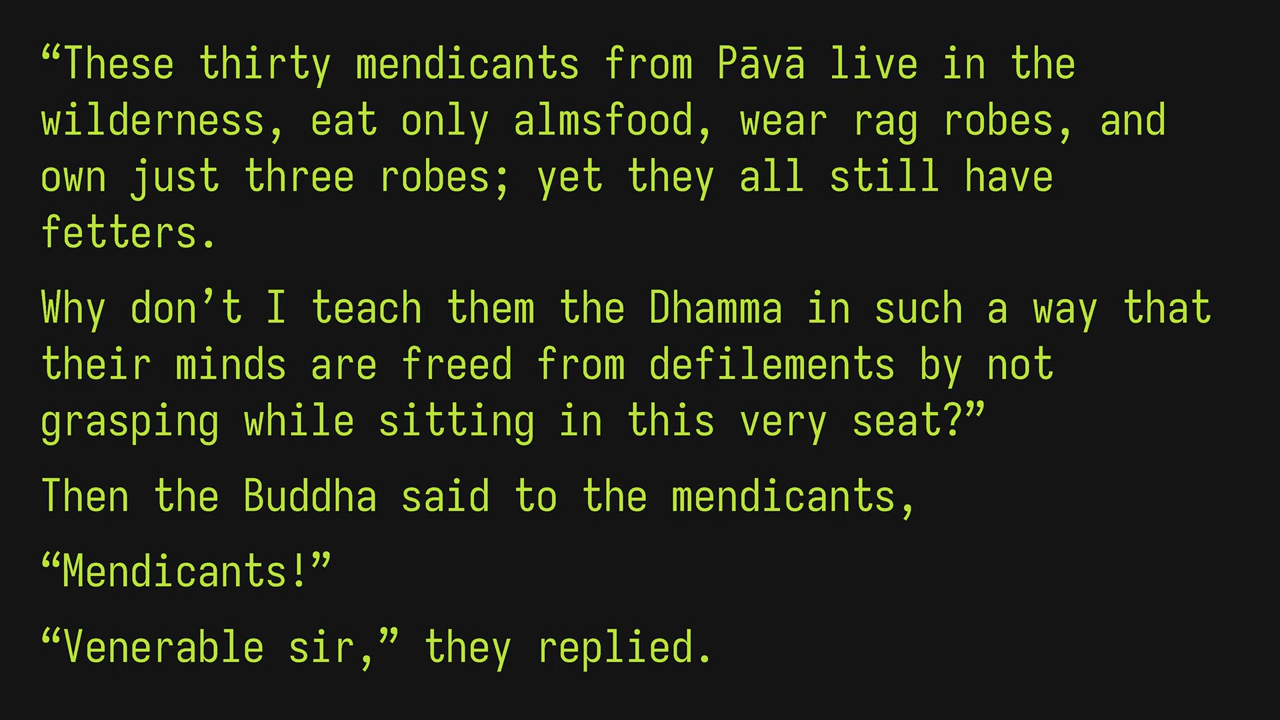 “These thirty mendicants from Pāvā live in the
wilderness, eat only almsfood, wear rag robes, and
own just three robes; yet they all still have
fetters.
Why don’t I teach them the Dhamma in such a way that
their minds are freed from defilements by not
grasping while sitting in this very seat?”
Then the Buddha said to the mendicants,
“Mendicants!”
“Venerable sir,” they replied.